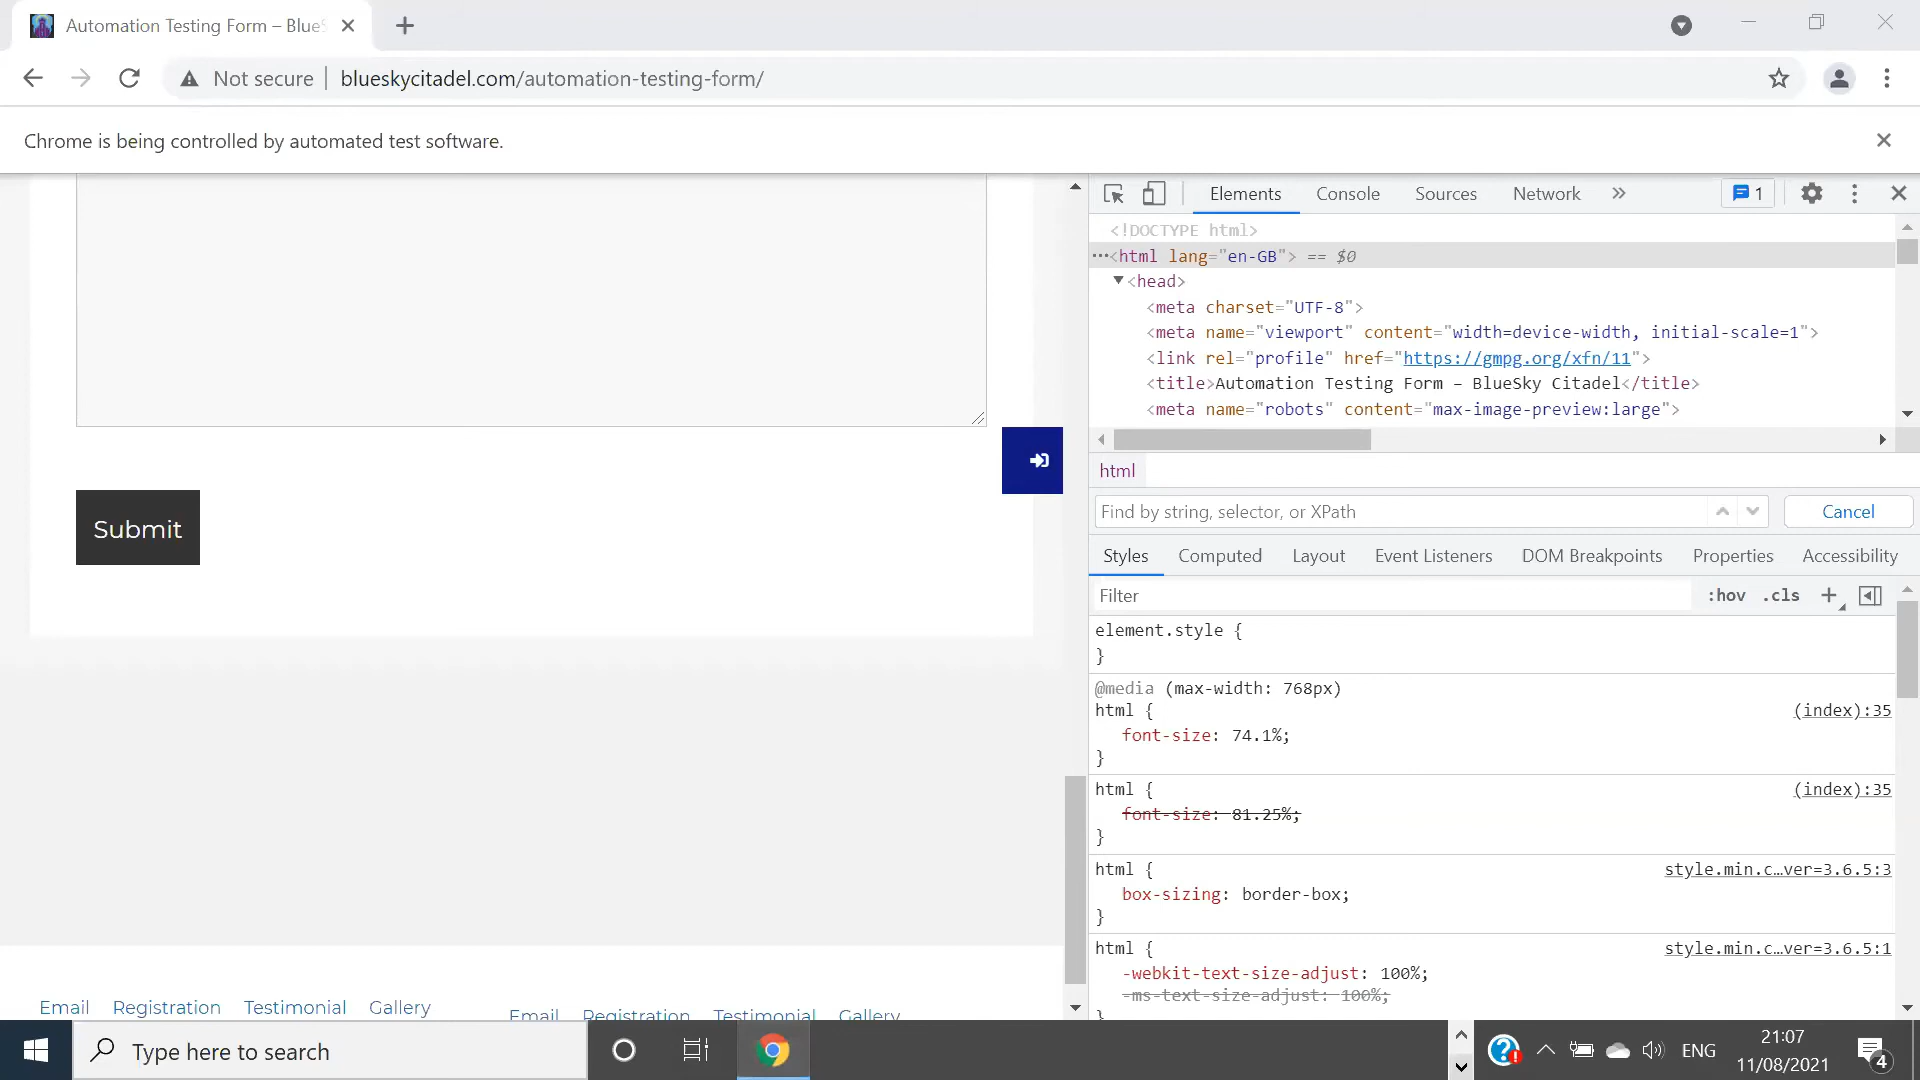 Automation Testing Form – BlueS
Not secure
blueskycitadel.com/automation-testing-form/
Chrome is being controlled by automated test software.
Submit
Email Registration Testimonial Gallery
Email Registration Testimonial Gallery
Elements Console Sources Network » 1
<!DOCTYPE html>
…<html lang="en-GB"> == $0
<head>
<meta charset="UTF-8">
<meta name="viewport" content="width=device-width, initial-scale=1">
<link rel="profile" href="https://gmpg.org/xfn/11">
<title>Automation Testing Form – BlueSky Citadel</title>
<meta name="robots" content="max-image-preview:large">
html
Find by string, selector, or XPath
Cancel
Styles Computed Layout Event Listeners DOM Breakpoints Properties Accessibility
Filter
:hov .cls +
element.style {
}
@media (max-width: 768px)
html { (index):35
font-size: 74.1%;
}
html { (index):35
font-size: 81.25%;
}
html { style.min.c…ver=3.6.5:3
box-sizing: border-box;
}
html { style.min.c…ver=3.6.5:1
-webkit-text-size-adjust: 100%;
-ms-text-size-adjust: 100%;
}
Type here to search
ENG
21:07
11/08/2021
4